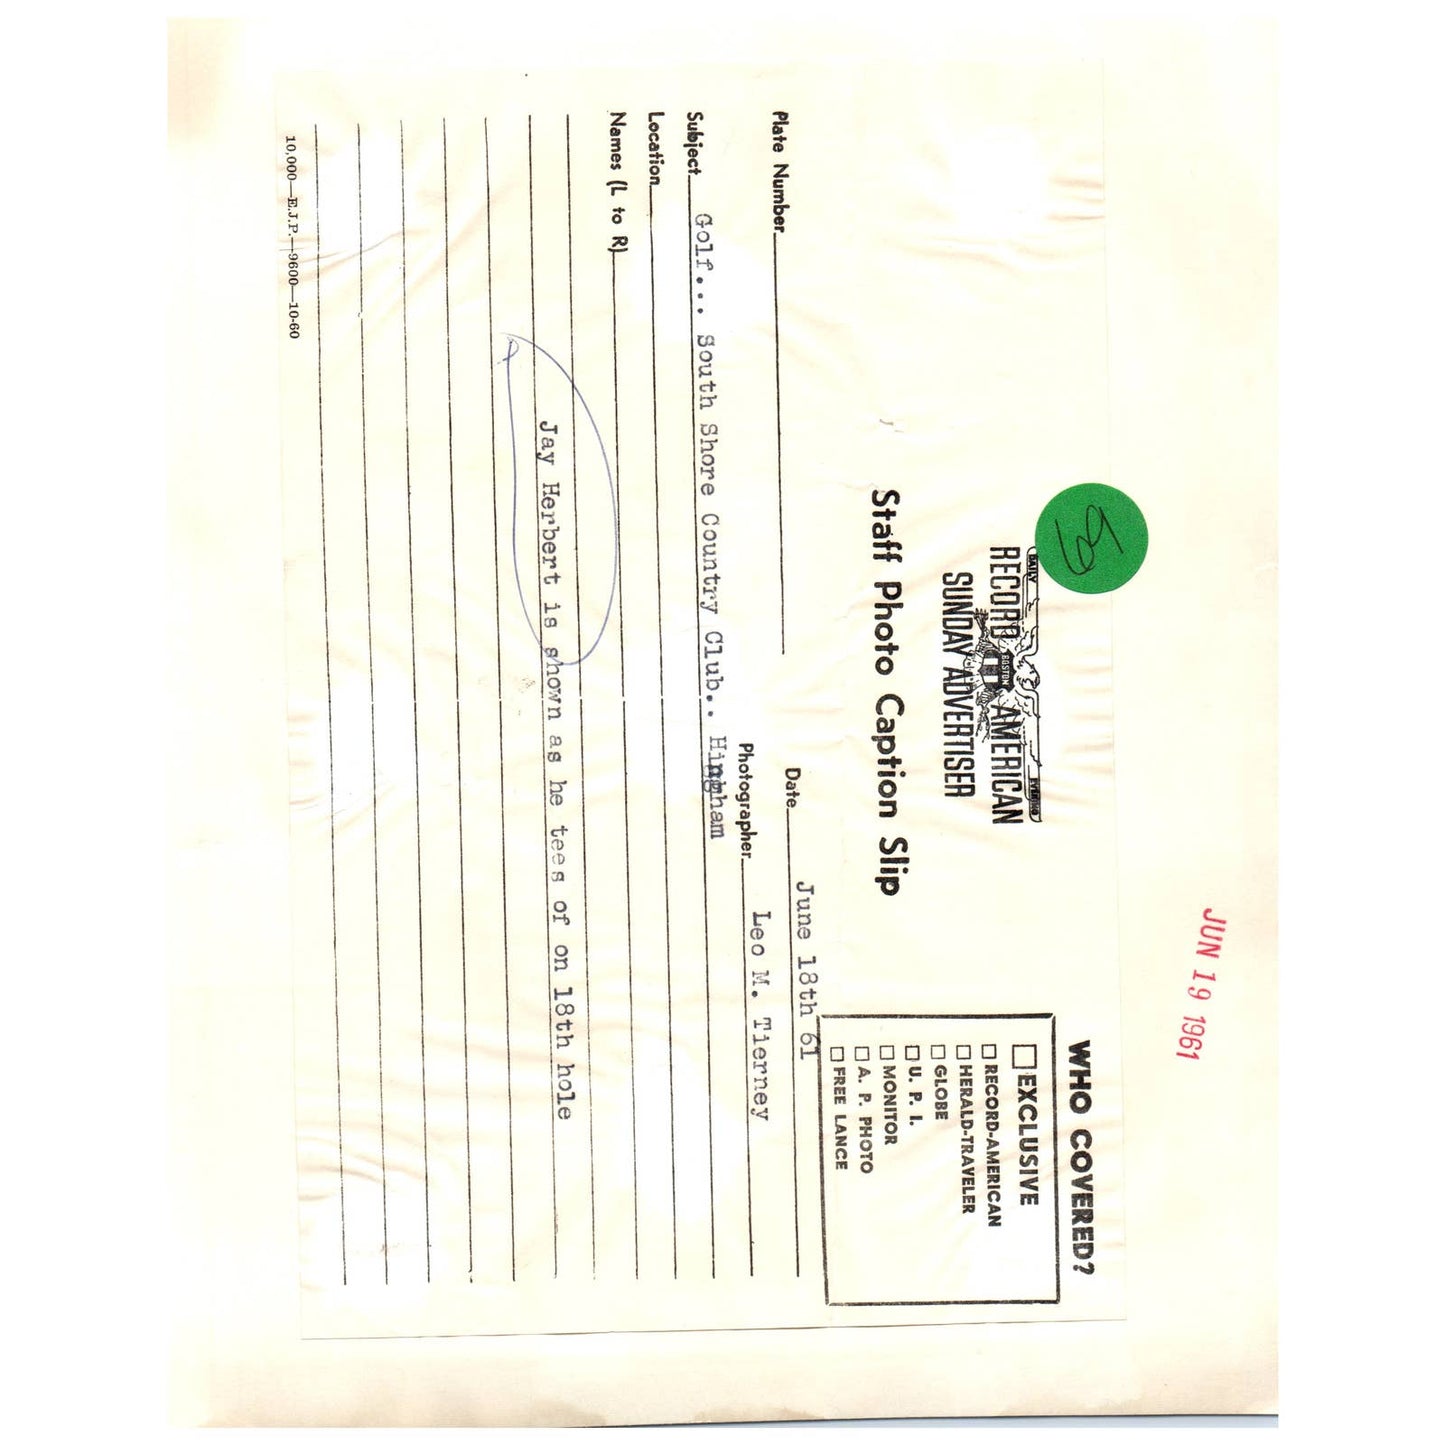 JUN 19 1961
69
DAILY
EVENING
RECORD AMERICAN
BOSTON
SUNDAY ADVERTISER
Staff Photo Caption Slip
WHO COVERED?
EXCLUSIVE
RECORD-AMERICAN
HERALD-TRAVELER
GLOBE
U. P. I.
MONITOR
A. P. PHOTO
FREE LANCE
Plate Number
Date June 18th 61
Photographer Leo M. Tierney
Subject Golf... South Shore Country Club.. Hingham
Location
Names (L to R)
Jay Herbert is shown as he tees of on 18th hole
10,000—E.J.P.—9600—10-60